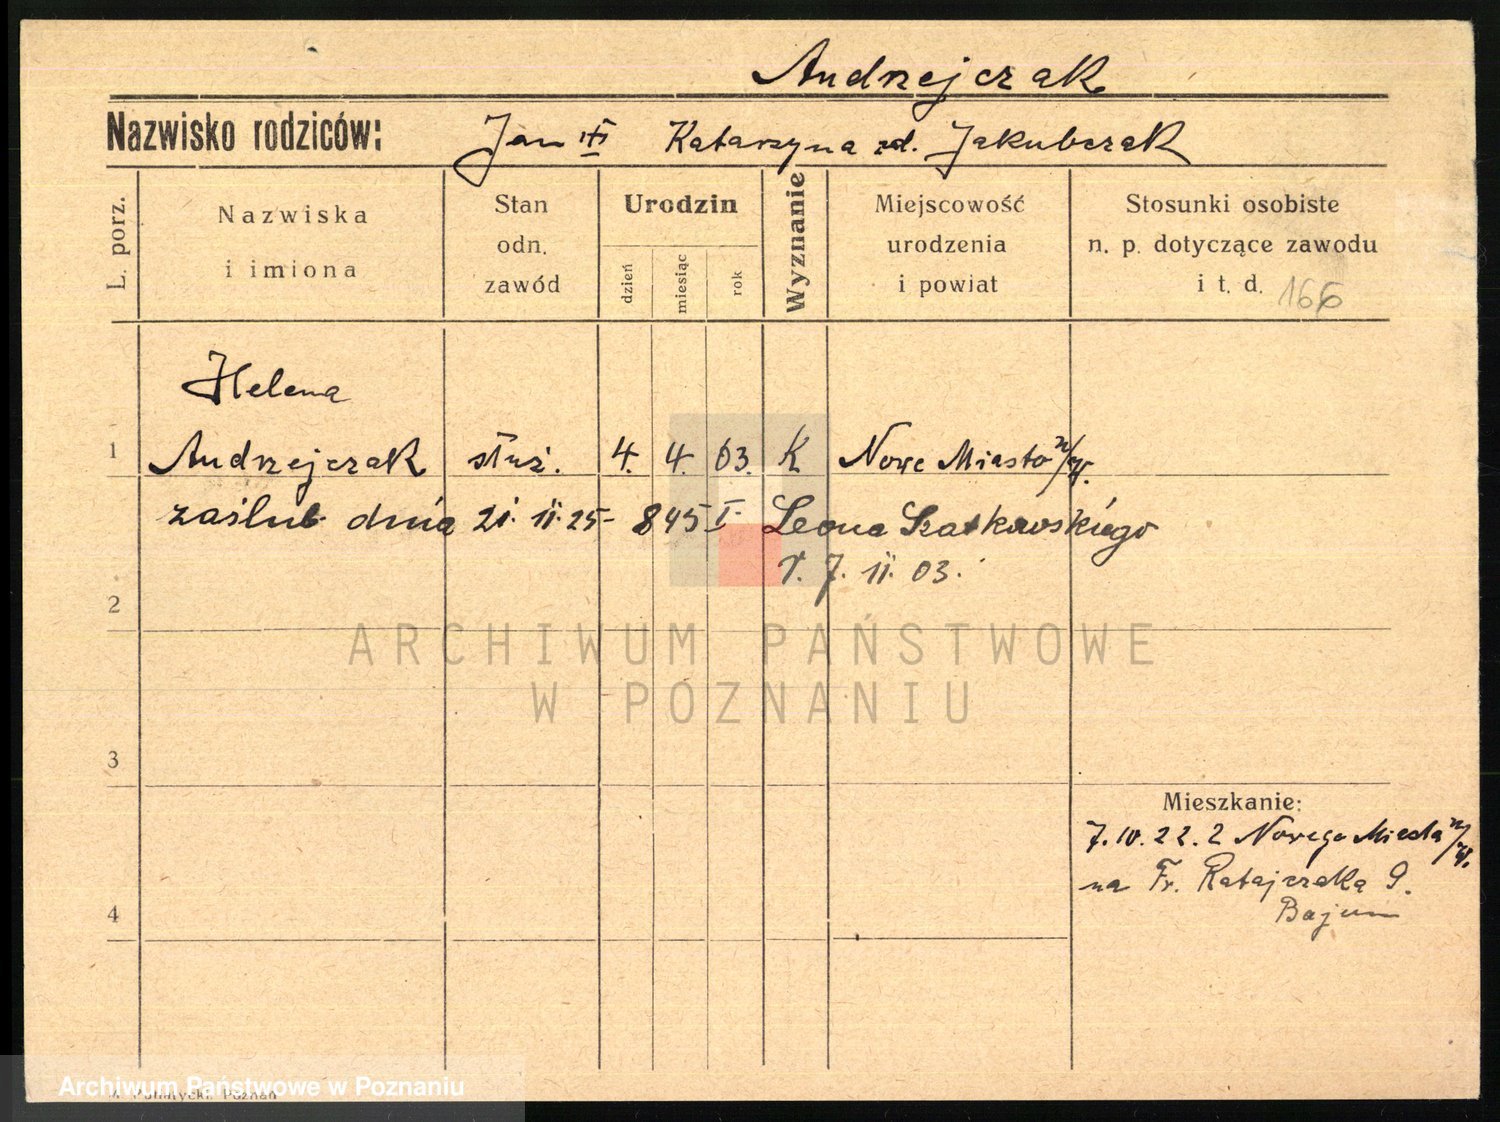 Andrzejczak
Nazwisko rodziców: Jan Katarzyna zd. Jakubczak
L. porz.
Nazwiska i imiona
Stan odn. zawód
Urodzin
dzień miesiąc rok
Wyznanie
Miejscowość urodzenia i powiat
Stosunki osobiste n. p. dotyczące zawodu i t. d. 166
Helena
1 Andrzejczak służ. 4. 4. 03. K Nowe Miasto n/W.
zaślub. dnia 21. 11. 25 - 845 I Leona Szatkowskiego
r. 7. 11. 03.
2
ARCHIWUM PAŃSTWOWE
W POZNANIU
3
Mieszkanie:
7. 10. 22. z Nowego Miasta n/W.
na Fr. Ratajczaka 9.
4
Archiwum Państwowe w Poznaniu
Poznań